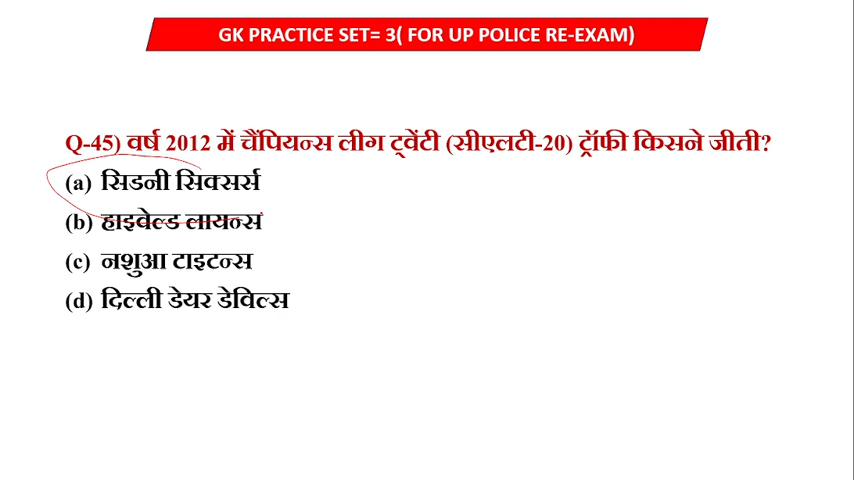 GK PRACTICE SET= 3( FOR UP POLICE RE-EXAM)
Q-45) वर्ष 2012 में चैंपियन्स लीग ट्वेंटी (सीएलटी-20) ट्रॉफी किसने जीती?
(a) सिडनी सिक्सर्स
(b) हाइवेल्ड लायन्स
(c) नशुआ टाइटन्स
(d) दिल्ली डेयर डेविल्स